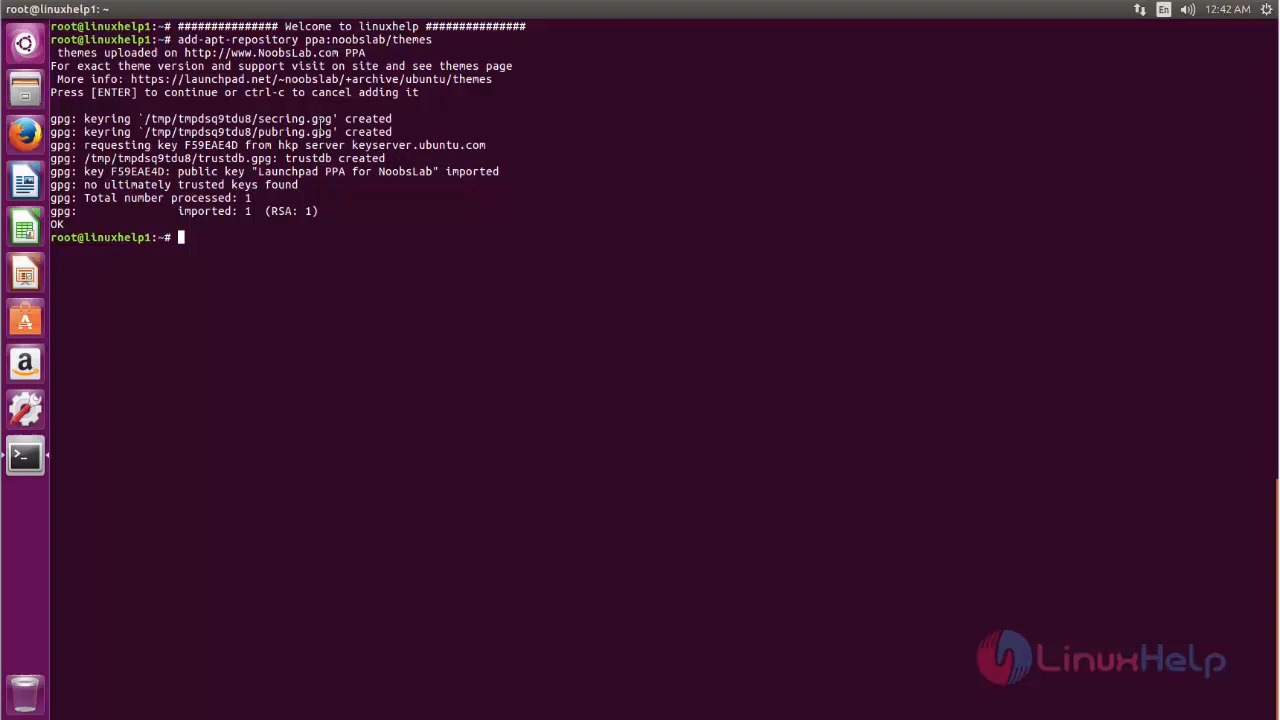 root@linuxhelp1: ~
En
12:42 AM
root@linuxhelp1:~# ############### Welcome to linuxhelp ###############
root@linuxhelp1:~# add-apt-repository ppa:noobslab/themes
 themes uploaded on http://www.NoobsLab.com PPA
For exact theme version and support visit on site and see themes page
 More info: https://launchpad.net/~noobslab/+archive/ubuntu/themes
Press [ENTER] to continue or ctrl-c to cancel adding it
gpg: keyring `/tmp/tmpdsq9tdu8/secring.gpg' created
gpg: keyring `/tmp/tmpdsq9tdu8/pubring.gpg' created
gpg: requesting key F59EAE4D from hkp server keyserver.ubuntu.com
gpg: /tmp/tmpdsq9tdu8/trustdb.gpg: trustdb created
gpg: key F59EAE4D: public key "Launchpad PPA for NoobsLab" imported
gpg: no ultimately trusted keys found
gpg: Total number processed: 1
gpg:               imported: 1  (RSA: 1)
OK
root@linuxhelp1:~#
LinuxHelp